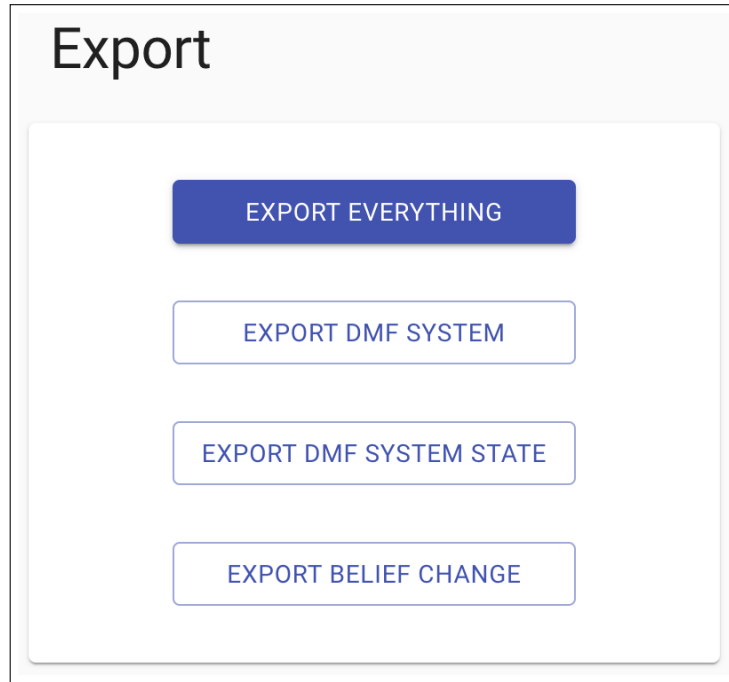 Export
EXPORT EVERYTHING
EXPORT DMF SYSTEM
EXPORT DMF SYSTEM STATE
EXPORT BELIEF CHANGE